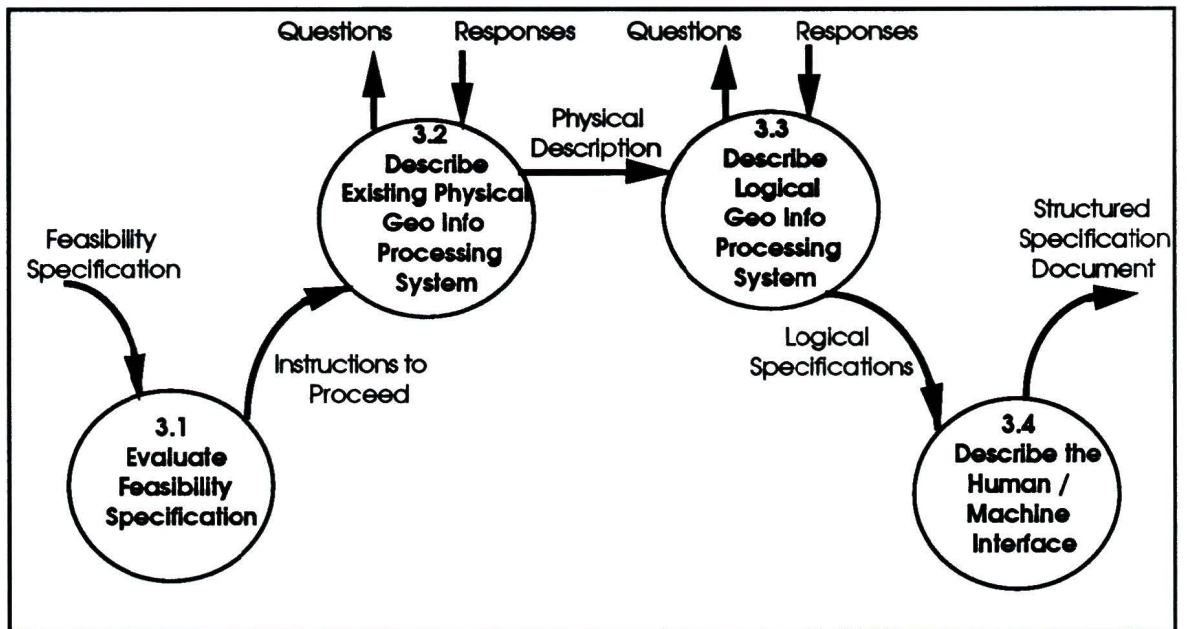 Questions
Responses
Questions
Responses
3.2
Describe
Existing Physical
Geo info
Processing
System
Physical
Description
3.3
Describe
Logical
Geo info
Processing
System
Feasibility
Specification
Structured
Specification
Document
Instructions to
Proceed
Logical
Specifications
3.1
Evaluate
Feasibility
Specification
3.4
Describe the
Human /
Machine
Interface